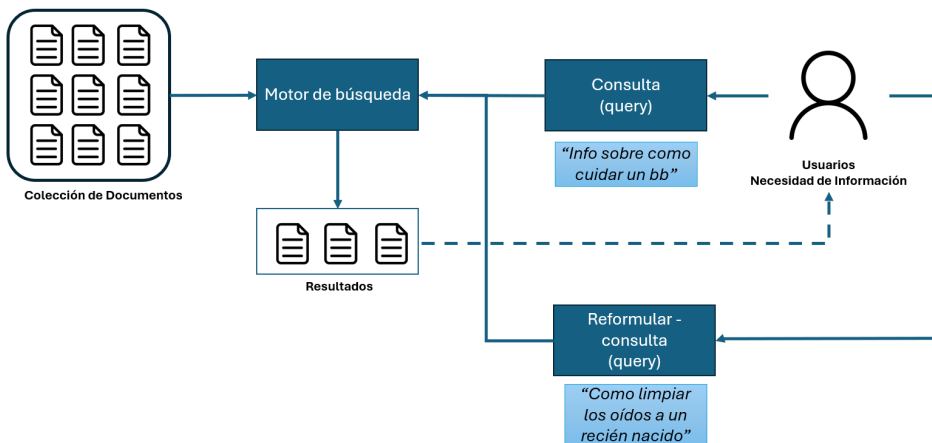 Motor de búsqueda
Consulta
(query)
“Info sobre como
cuidar un bb”
Usuarios
Necesidad de Información
Colección de Documentos
Resultados
Reformular -
consulta
(query)
“Como limpiar
los oídos a un
recién nacido”